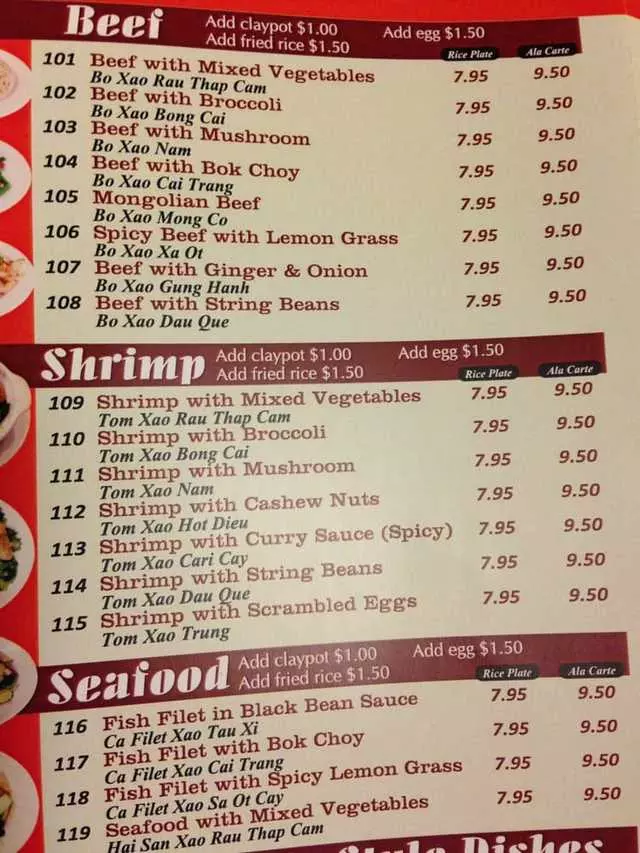 Beef Add claypot $1.00 Add egg $1.50
Add fried rice $1.50
Rice Plate Ala Carte
101 Beef with Mixed Vegetables 7.95 9.50
Bo Xao Rau Thap Cam
102 Beef with Broccoli 7.95 9.50
Bo Xao Bong Cai
103 Beef with Mushroom 7.95 9.50
Bo Xao Nam
104 Beef with Bok Choy 7.95 9.50
Bo Xao Cai Trang
105 Mongolian Beef 7.95 9.50
Bo Xao Mong Co
106 Spicy Beef with Lemon Grass 7.95 9.50
Bo Xao Xa Ot
107 Beef with Ginger & Onion 7.95 9.50
Bo Xao Gung Hanh
108 Beef with String Beans 7.95 9.50
Bo Xao Dau Que
Shrimp Add claypot $1.00 Add egg $1.50
Add fried rice $1.50
Rice Plate Ala Carte
109 Shrimp with Mixed Vegetables 7.95 9.50
Tom Xao Rau Thap Cam
110 Shrimp with Broccoli 7.95 9.50
Tom Xao Bong Cai
111 Shrimp with Mushroom 7.95 9.50
Tom Xao Nam
112 Shrimp with Cashew Nuts 7.95 9.50
Tom Xao Hot Dieu
113 Shrimp with Curry Sauce (Spicy) 7.95 9.50
Tom Xao Cari Cay
114 Shrimp with String Beans 7.95 9.50
Tom Xao Dau Que
115 Shrimp with Scrambled Eggs 7.95 9.50
Tom Xao Trung
Seafood Add claypot $1.00 Add egg $1.50
Add fried rice $1.50
Rice Plate Ala Carte
116 Fish Filet in Black Bean Sauce 7.95 9.50
Ca Filet Xao Tau Xi
117 Fish Filet with Bok Choy 7.95 9.50
Ca Filet Xao Cai Trang
118 Fish Filet with Spicy Lemon Grass 7.95 9.50
Ca Filet Xao Sa Ot Cay
119 Seafood with Mixed Vegetables 7.95 9.50
Hai San Xao Rau Thap Cam
Style Dishes